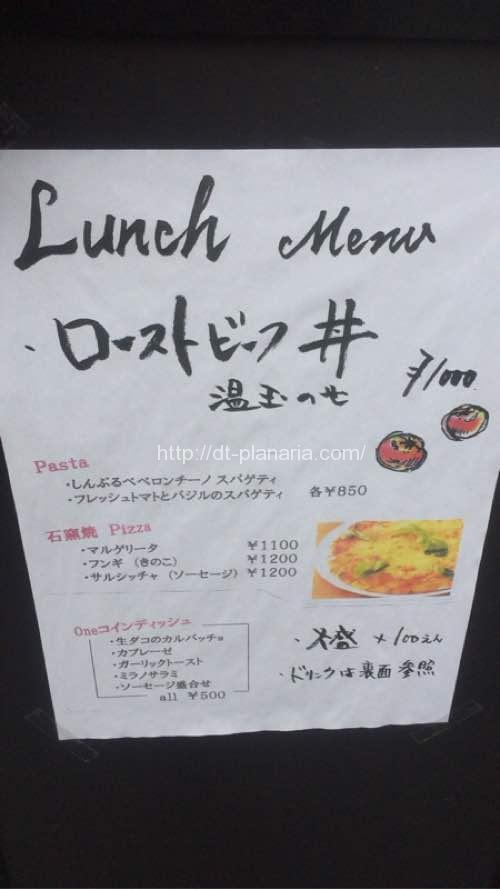 Lunch Menu
・ローストビーフ丼
温玉のせ
¥1000
http://dt-planaria.com/
Pasta
・しんぷるペペロンチーノ スパゲティ
・フレッシュトマトとバジルのスパゲティ 各¥850
石窯焼 Pizza
・マルゲリータ ¥1100
・フンギ (きのこ) ¥1200
・サルシッチャ (ソーセージ) ¥1200
Oneコインディッシュ
・生ダコのカルパッチョ
・カプレーゼ
・ガーリックトースト
・ミラノサラミ
・ソーセージ盛合せ
all ¥500
・大盛 +100えん
・ドリンクは裏面参照